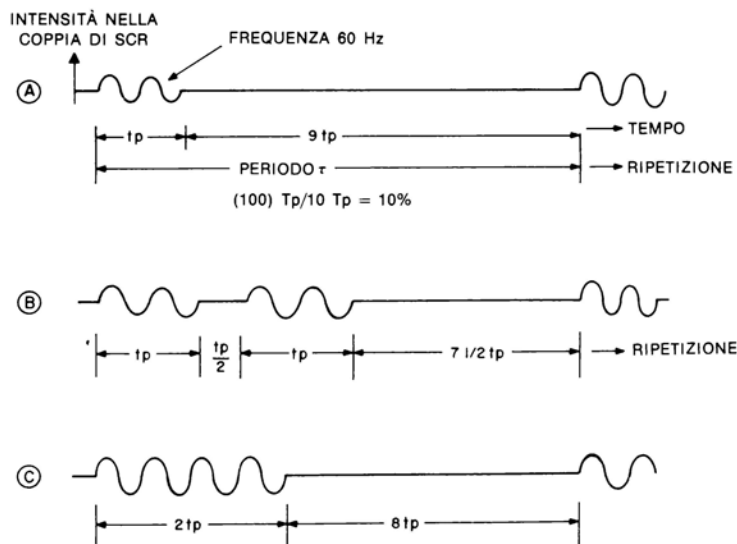 INTENSITÀ NELLA
COPPIA DI SCR
FREQUENZA 60 Hz
A
tp
9 tp
TEMPO
PERIODO τ
RIPETIZIONE
(100) Tp/10 Tp = 10%
B
tp
tp/2
tp
7 1/2 tp
RIPETIZIONE
C
2 tp
8 tp